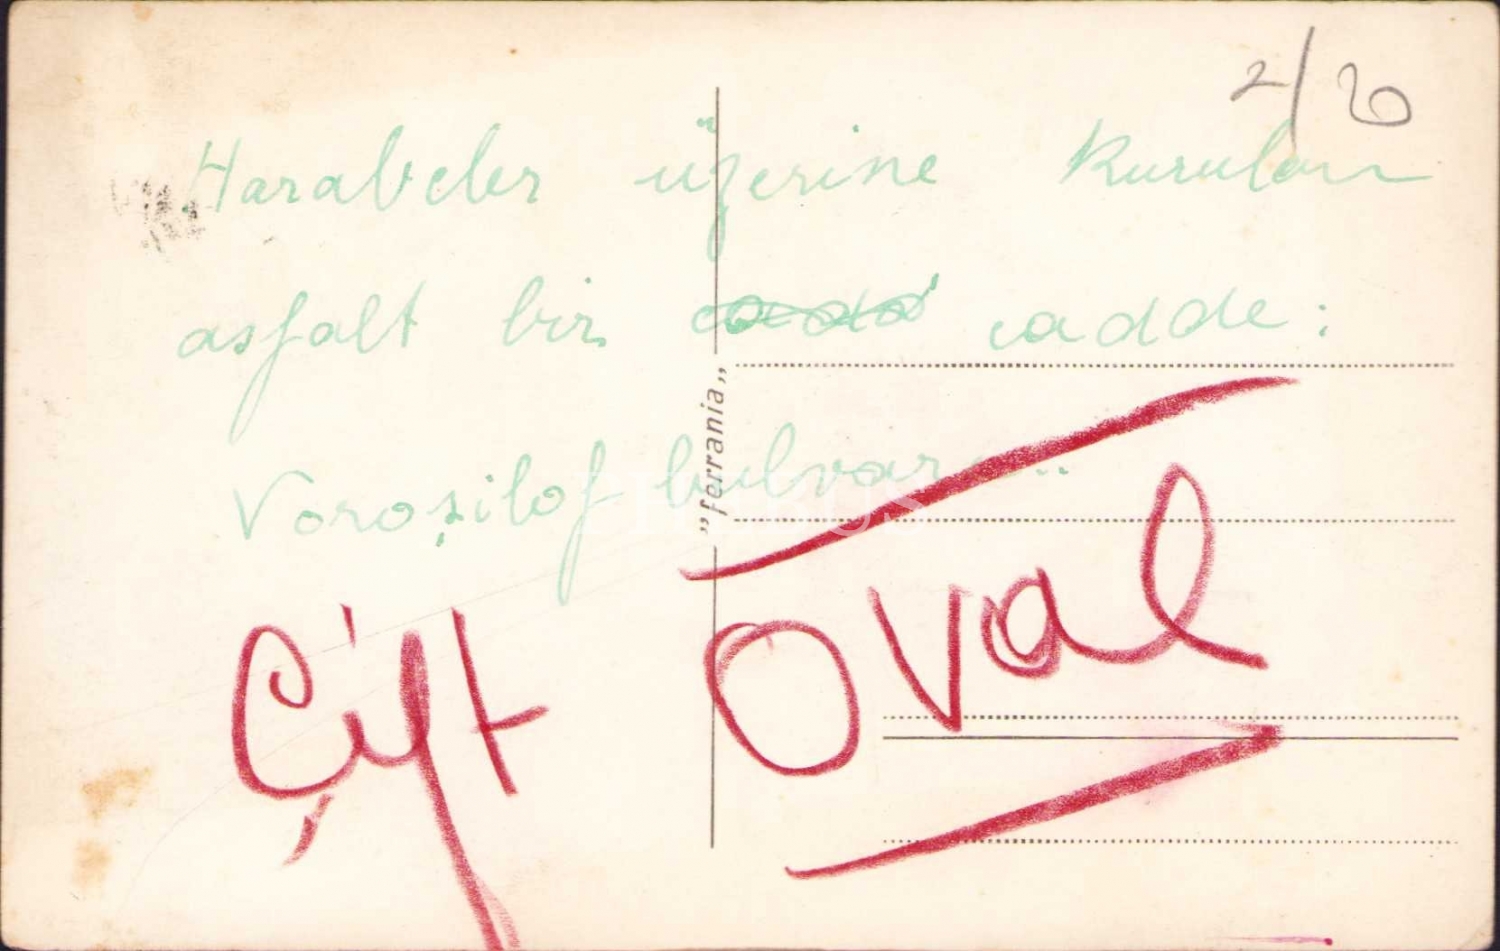 2/20
Harabeler üzerine kurulan
asfalt bir cadde:
Voroşilof bulvarı...
"ferrania"
Çift Oval